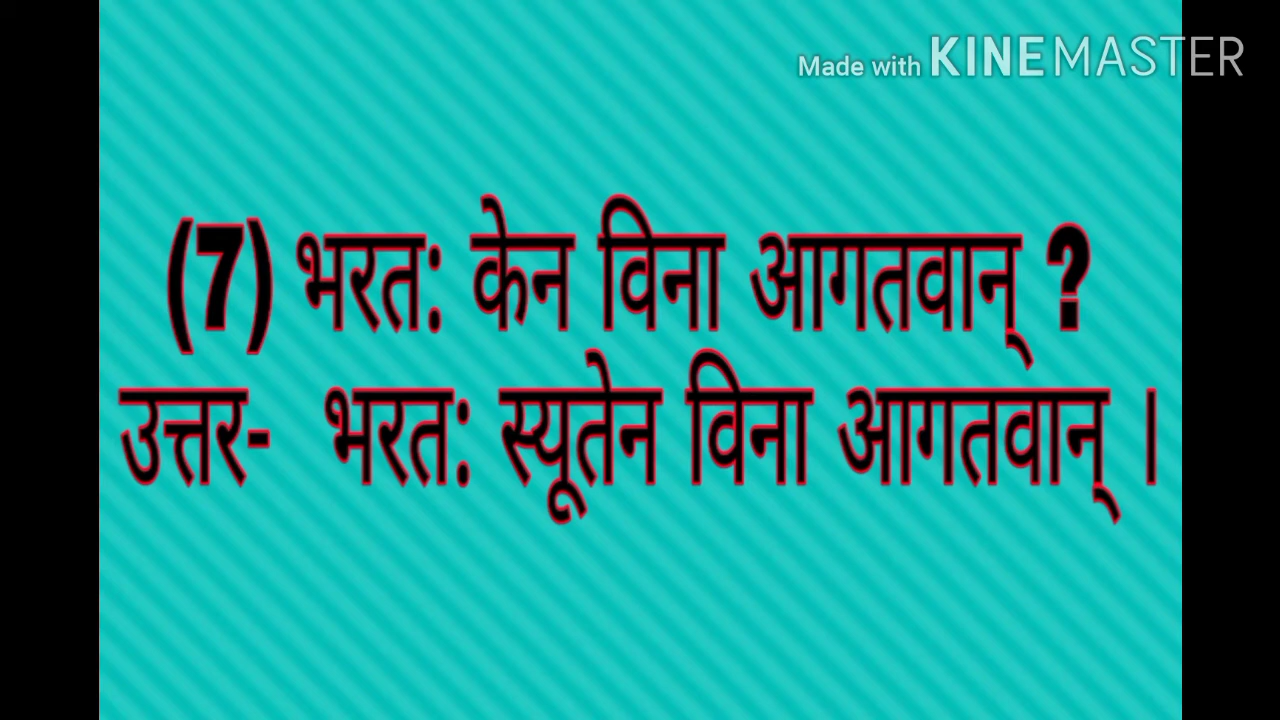 Made with KINEMASTER
(7) भरत: केन विना आगतवान् ?
उत्तर- भरत: स्यूतेन विना आगतवान् ।